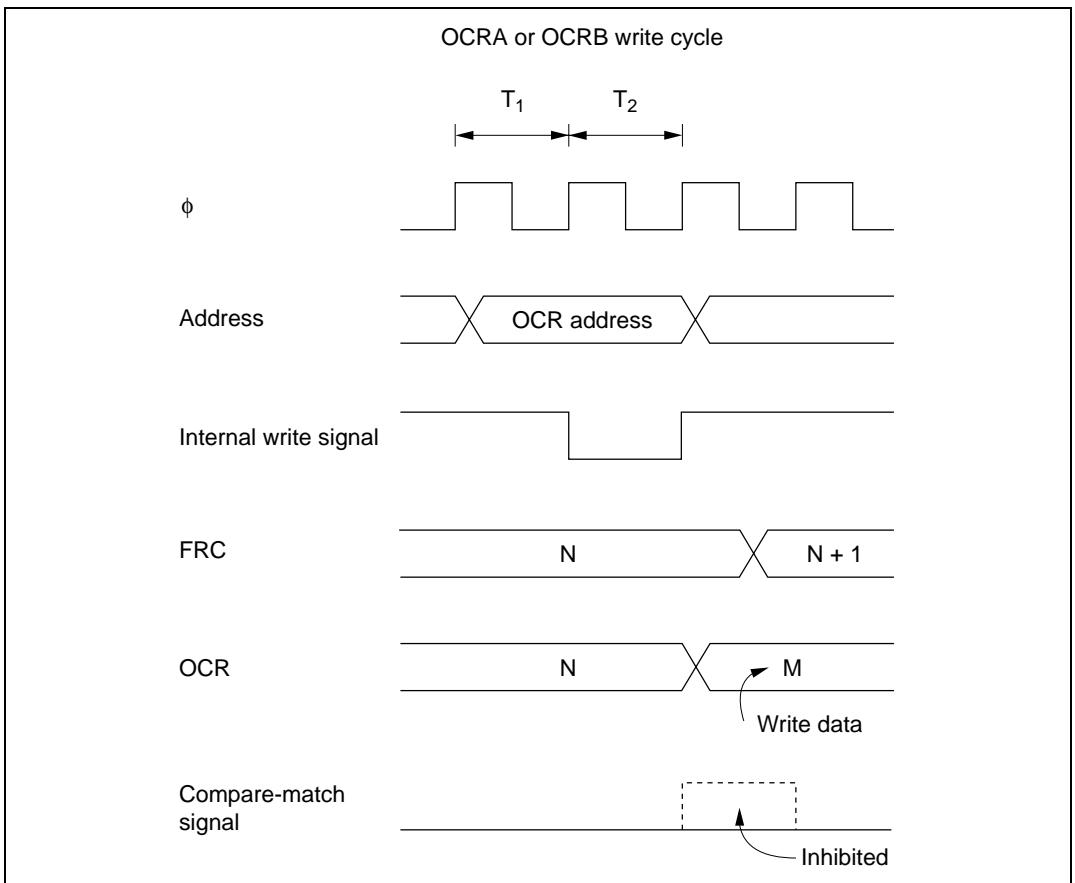 OCRA or OCRB write cycle
T1 T2
ϕ
Address
OCR address
Internal write signal
FRC
N
N + 1
OCR
N
M
Write data
Compare-match
signal
Inhibited